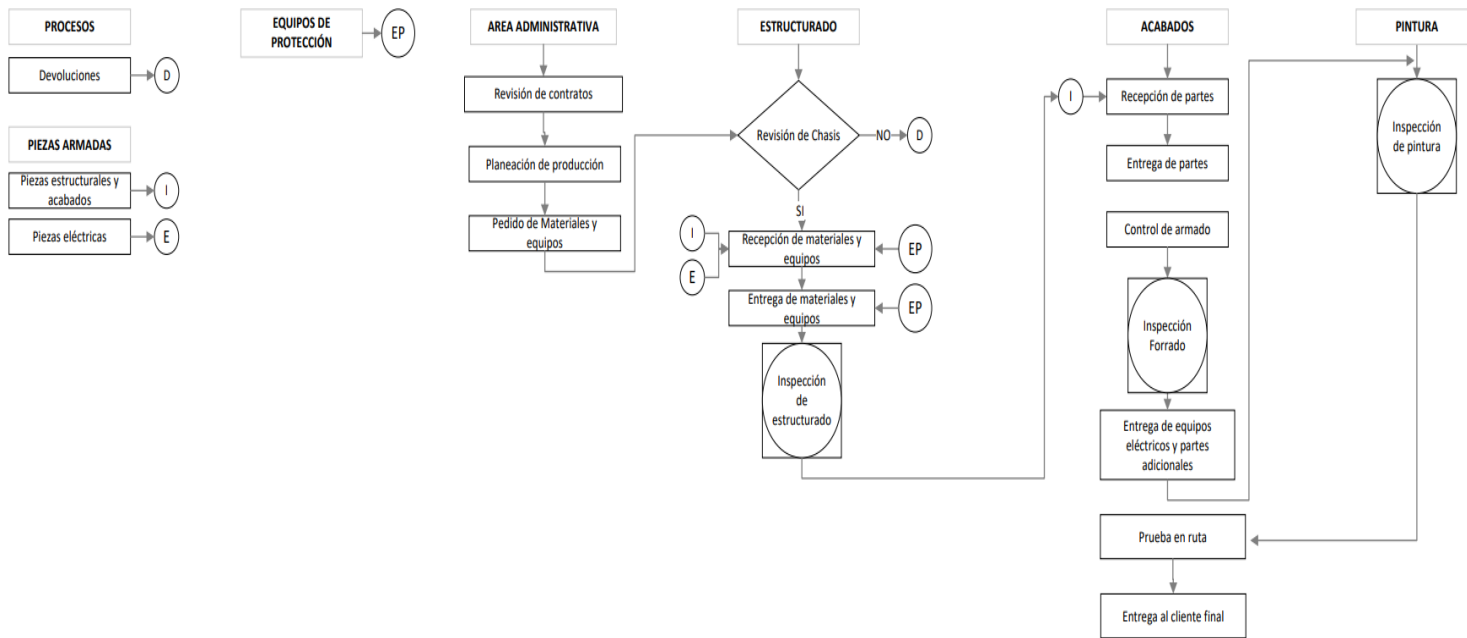 PROCESOS
Devoluciones
D
PIEZAS ARMADAS
Piezas estructurales y
acabados
I
Piezas eléctricas
E
EQUIPOS DE
PROTECCIÓN
EP
AREA ADMINISTRATIVA
Revisión de contratos
Planeación de producción
Pedido de Materiales y
equipos
ESTRUCTURADO
Revisión de Chasis
NO
D
SI
I
E
Recepción de materiales y
equipos
EP
Entrega de materiales y
equipos
EP
Inspección
de
estructurado
ACABADOS
I
Recepción de partes
Entrega de partes
Control de armado
Inspección
Forrado
Entrega de equipos
eléctricos y partes
adicionales
Prueba en ruta
Entrega al cliente final
PINTURA
Inspección
de pintura